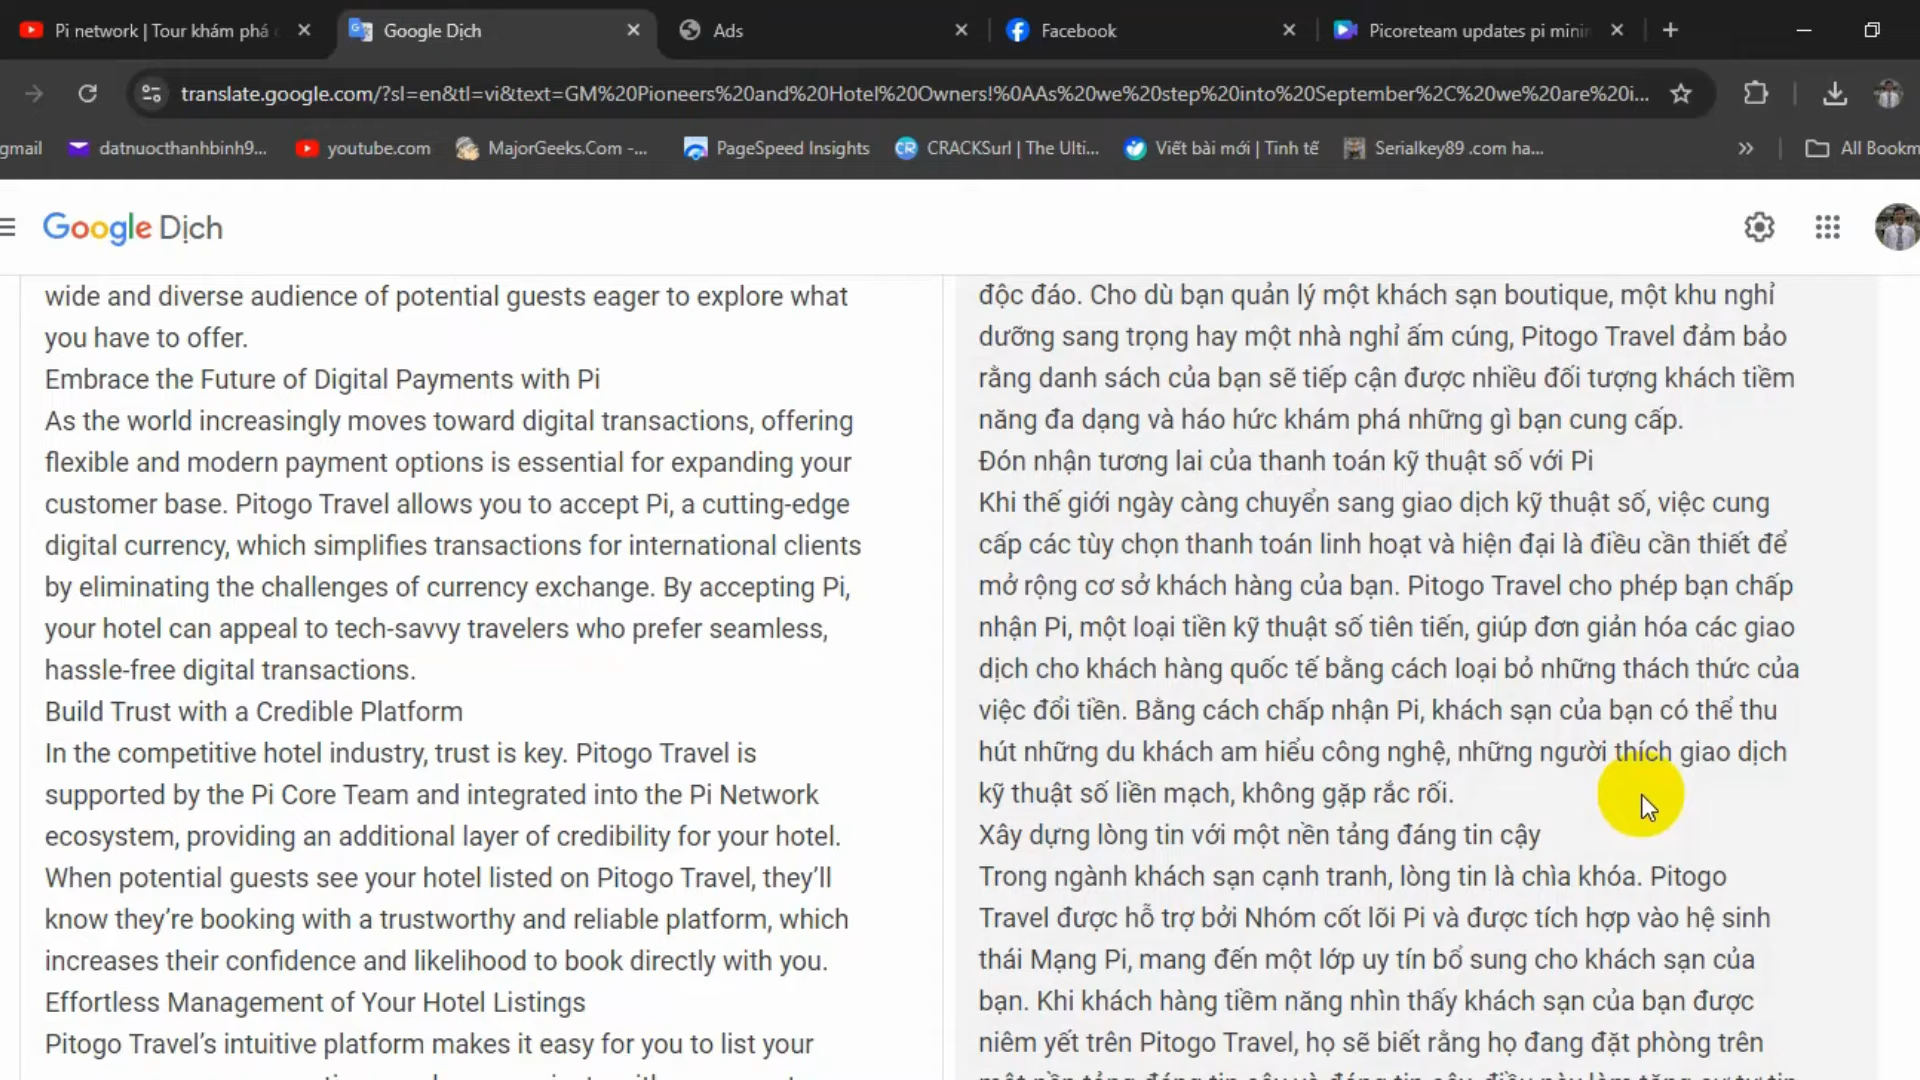 Pi network | Tour khám phá
Google Dịch
Ads
Facebook
Picoreteam updates pi minin
translate.google.com/?sl=en&tl=vi&text=GM%20Pioneers%20and%20Hotel%20Owners!%0AAs%20we%20step%20into%20September%2C%20we%20are%20i...
gmail
datnuocthanhbinh9...
youtube.com
MajorGeeks.Com -...
PageSpeed Insights
CR
CRACKSurl | The Ulti...
Viết bài mới | Tinh tế
Serialkey89 .com ha...
»
All Bookm
Google Dịch
wide and diverse audience of potential guests eager to explore what
you have to offer.
Embrace the Future of Digital Payments with Pi
As the world increasingly moves toward digital transactions, offering
flexible and modern payment options is essential for expanding your
customer base. Pitogo Travel allows you to accept Pi, a cutting-edge
digital currency, which simplifies transactions for international clients
by eliminating the challenges of currency exchange. By accepting Pi,
your hotel can appeal to tech-savvy travelers who prefer seamless,
hassle-free digital transactions.
Build Trust with a Credible Platform
In the competitive hotel industry, trust is key. Pitogo Travel is
supported by the Pi Core Team and integrated into the Pi Network
ecosystem, providing an additional layer of credibility for your hotel.
When potential guests see your hotel listed on Pitogo Travel, they’ll
know they’re booking with a trustworthy and reliable platform, which
increases their confidence and likelihood to book directly with you.
Effortless Management of Your Hotel Listings
Pitogo Travel’s intuitive platform makes it easy for you to list your
độc đáo. Cho dù bạn quản lý một khách sạn boutique, một khu nghỉ
dưỡng sang trọng hay một nhà nghỉ ấm cúng, Pitogo Travel đảm bảo
rằng danh sách của bạn sẽ tiếp cận được nhiều đối tượng khách tiềm
năng đa dạng và háo hức khám phá những gì bạn cung cấp.
Đón nhận tương lai của thanh toán kỹ thuật số với Pi
Khi thế giới ngày càng chuyển sang giao dịch kỹ thuật số, việc cung
cấp các tùy chọn thanh toán linh hoạt và hiện đại là điều cần thiết để
mở rộng cơ sở khách hàng của bạn. Pitogo Travel cho phép bạn chấp
nhận Pi, một loại tiền kỹ thuật số tiên tiến, giúp đơn giản hóa các giao
dịch cho khách hàng quốc tế bằng cách loại bỏ những thách thức của
việc đổi tiền. Bằng cách chấp nhận Pi, khách sạn của bạn có thể thu
hút những du khách am hiểu công nghệ, những người thích giao dịch
kỹ thuật số liền mạch, không gặp rắc rối.
Xây dựng lòng tin với một nền tảng đáng tin cậy
Trong ngành khách sạn cạnh tranh, lòng tin là chìa khóa. Pitogo
Travel được hỗ trợ bởi Nhóm cốt lõi Pi và được tích hợp vào hệ sinh
thái Mạng Pi, mang đến một lớp uy tín bổ sung cho khách sạn của
bạn. Khi khách hàng tiềm năng nhìn thấy khách sạn của bạn được
niêm yết trên Pitogo Travel, họ sẽ biết rằng họ đang đặt phòng trên